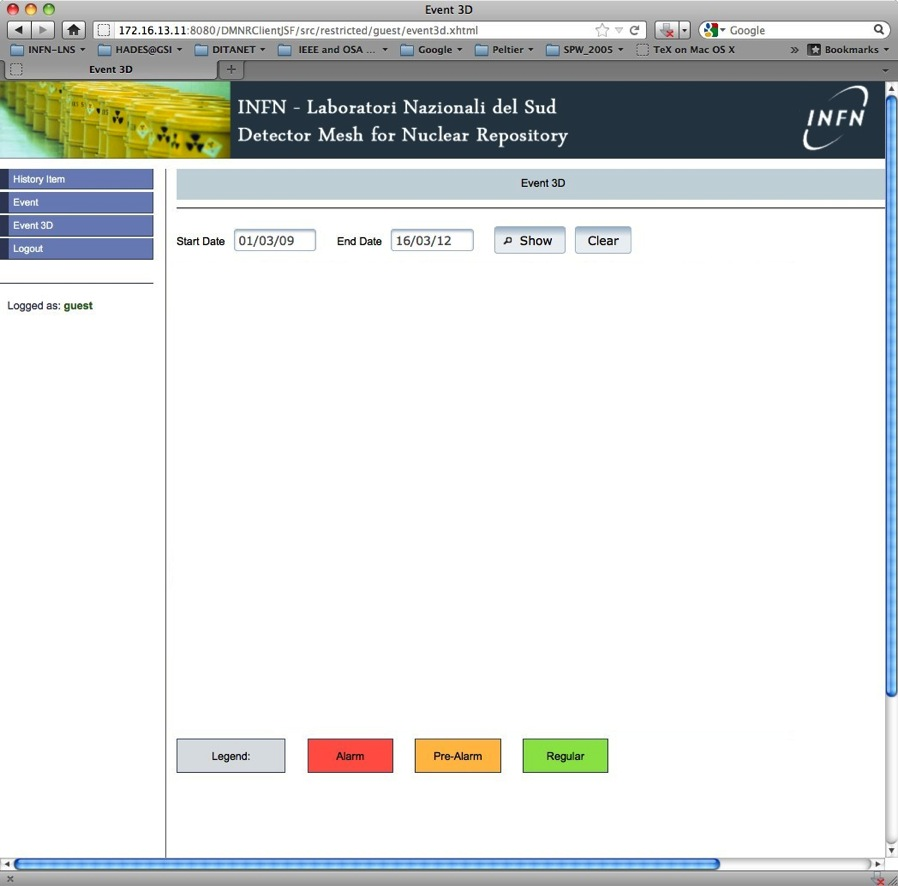 Event 3D
172.16.13.11:8080/DMNRClientJSF/src/restricted/guest/event3d.xhtml
Google
INFN-LNS HADES@GSI DITANET IEEE and OSA ... Google Peltier SPW_2005 TeX on Mac OS X » Bookmarks
Event 3D +
INFN - Laboratori Nazionali del Sud
Detector Mesh for Nuclear Repository
INFN
History Item
Event
Event 3D
Logout
Logged as: guest
Event 3D
Start Date 01/03/09 End Date 16/03/12 Show Clear
Legend: Alarm Pre-Alarm Regular